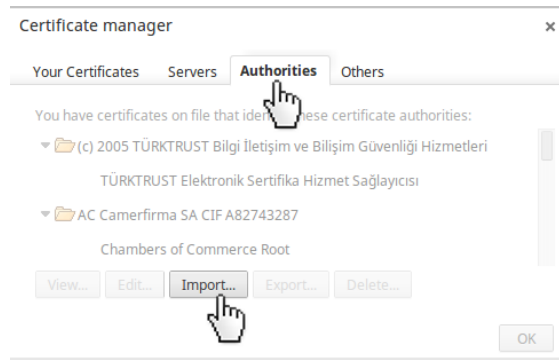 Certificate manager
Your Certificates Servers Authorities Others
You have certificates on file that these certificate authorities:
(c) 2005 TÜRKTRUST Bilgi İletişim ve Bilişim Güvenliği Hizmetleri
TÜRKTRUST Elektronik Sertifika Hizmet Sağlayıcısı
AC Camerfirma SA CIF A82743287
Chambers of Commerce Root
View... Edit... Import... Export... Delete...
OK